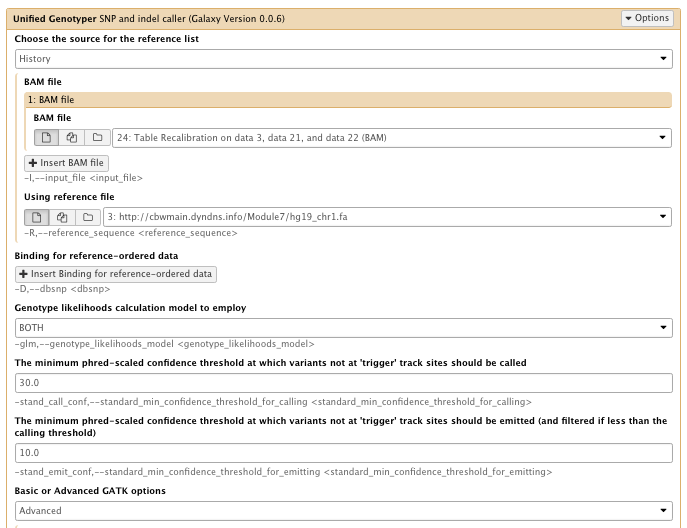 Unified Genotyper SNP and indel caller (Galaxy Version 0.0.6)
Options
Choose the source for the reference list
History
BAM file
1: BAM file
BAM file
24: Table Recalibration on data 3, data 21, and data 22 (BAM)
Insert BAM file
-I,--input_file <input_file>
Using reference file
3: http://cbwmain.dyndns.info/Module7/hg19_chr1.fa
-R,--reference_sequence <reference_sequence>
Binding for reference-ordered data
Insert Binding for reference-ordered data
-D,--dbsnp <dbsnp>
Genotype likelihoods calculation model to employ
BOTH
-glm,--genotype_likelihoods_model <genotype_likelihoods_model>
The minimum phred-scaled confidence threshold at which variants not at 'trigger' track sites should be called
30.0
-stand_call_conf,--standard_min_confidence_threshold_for_calling <standard_min_confidence_threshold_for_calling>
The minimum phred-scaled confidence threshold at which variants not at 'trigger' track sites should be emitted (and filtered if less than the
calling threshold)
10.0
-stand_emit_conf,--standard_min_confidence_threshold_for_emitting <standard_min_confidence_threshold_for_emitting>
Basic or Advanced GATK options
Advanced